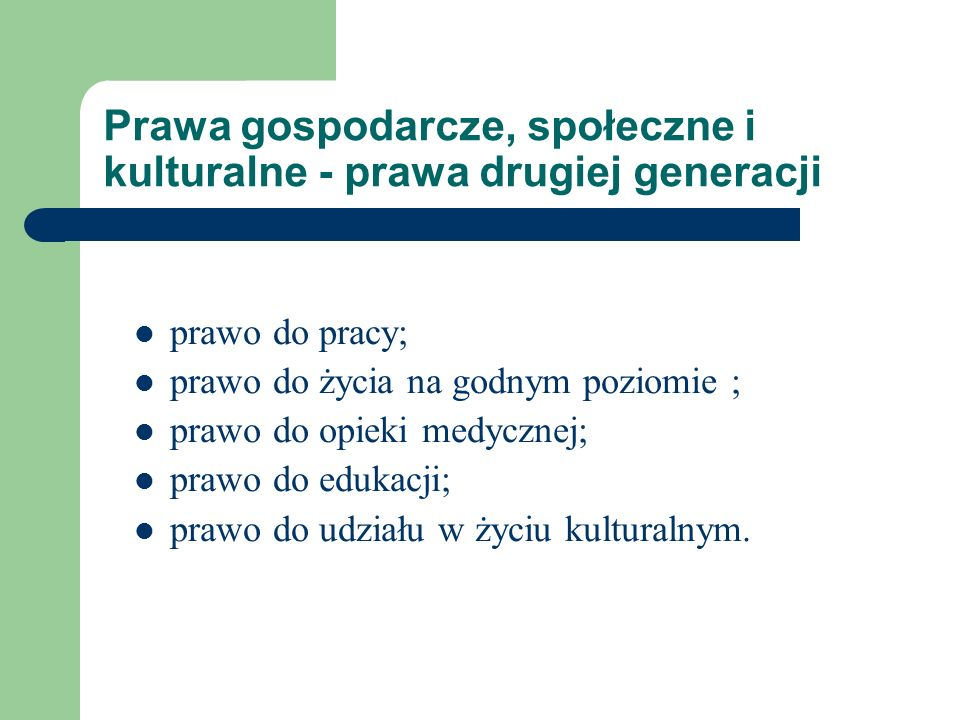 Prawa gospodarcze, społeczne i
kulturalne - prawa drugiej generacji
prawo do pracy;
prawo do życia na godnym poziomie ;
prawo do opieki medycznej;
prawo do edukacji;
prawo do udziału w życiu kulturalnym.